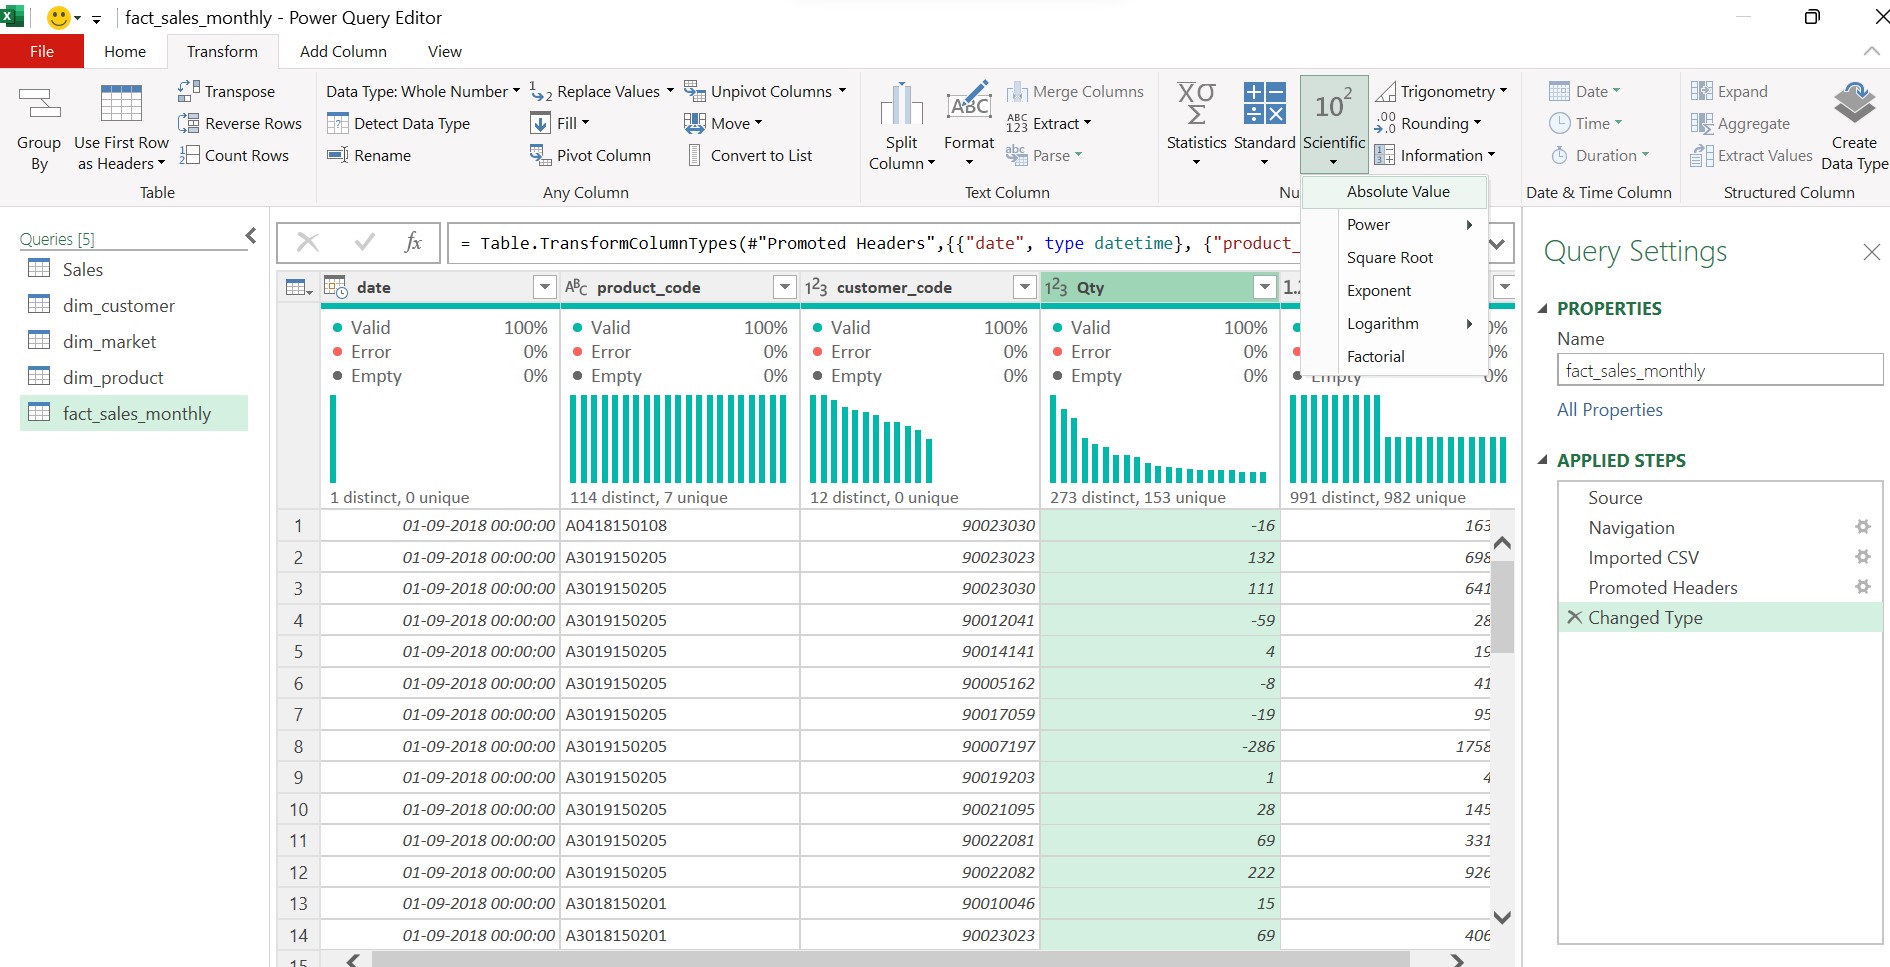 fact_sales_monthly - Power Query Editor
File Home Transform Add Column View
Group By
Use First Row as Headers
Transpose
Reverse Rows
Count Rows
Table
Data Type: Whole Number
Detect Data Type
Rename
Replace Values
Fill
Pivot Column
Unpivot Columns
Move
Convert to List
Any Column
Split Column
Format
Merge Columns
Extract
Parse
Text Column
Statistics
Standard
Scientific
Trigonometry
Rounding
Information
Nu
Date
Time
Duration
Date & Time Column
Expand
Aggregate
Extract Values
Create Data Type
Structured Column
Absolute Value
Power
Square Root
Exponent
Logarithm
Factorial
Queries [5]
Sales
dim_customer
dim_market
dim_product
fact_sales_monthly
fx = Table.TransformColumnTypes(#"Promoted Headers",{{"date", type datetime}, {"product_
date ABC product_code 123 customer_code 123 Qty 1.
Valid 100% Valid 100% Valid 100% Valid 100% 0%
Error 0% Error 0% Error 0% Error 0% 0%
Empty 0% Empty 0% Empty 0% Empty 0% Empty 0%
1 distinct, 0 unique 114 distinct, 7 unique 12 distinct, 0 unique 273 distinct, 153 unique 991 distinct, 982 unique
1 01-09-2018 00:00:00 A0418150108 90023030 -16 163
2 01-09-2018 00:00:00 A3019150205 90023023 132 698
3 01-09-2018 00:00:00 A3019150205 90023030 111 641
4 01-09-2018 00:00:00 A3019150205 90012041 -59 28
5 01-09-2018 00:00:00 A3019150205 90014141 4 19
6 01-09-2018 00:00:00 A3019150205 90005162 -8 41
7 01-09-2018 00:00:00 A3019150205 90017059 -19 95
8 01-09-2018 00:00:00 A3019150205 90007197 -286 1758
9 01-09-2018 00:00:00 A3019150205 90019203 1 4
10 01-09-2018 00:00:00 A3019150205 90021095 28 145
11 01-09-2018 00:00:00 A3019150205 90022081 69 331
12 01-09-2018 00:00:00 A3019150205 90022082 222 926
13 01-09-2018 00:00:00 A3018150201 90010046 15
14 01-09-2018 00:00:00 A3018150201 90023023 69 406
15
Query Settings
PROPERTIES
Name
fact_sales_monthly
All Properties
APPLIED STEPS
Source
Navigation
Imported CSV
Promoted Headers
Changed Type